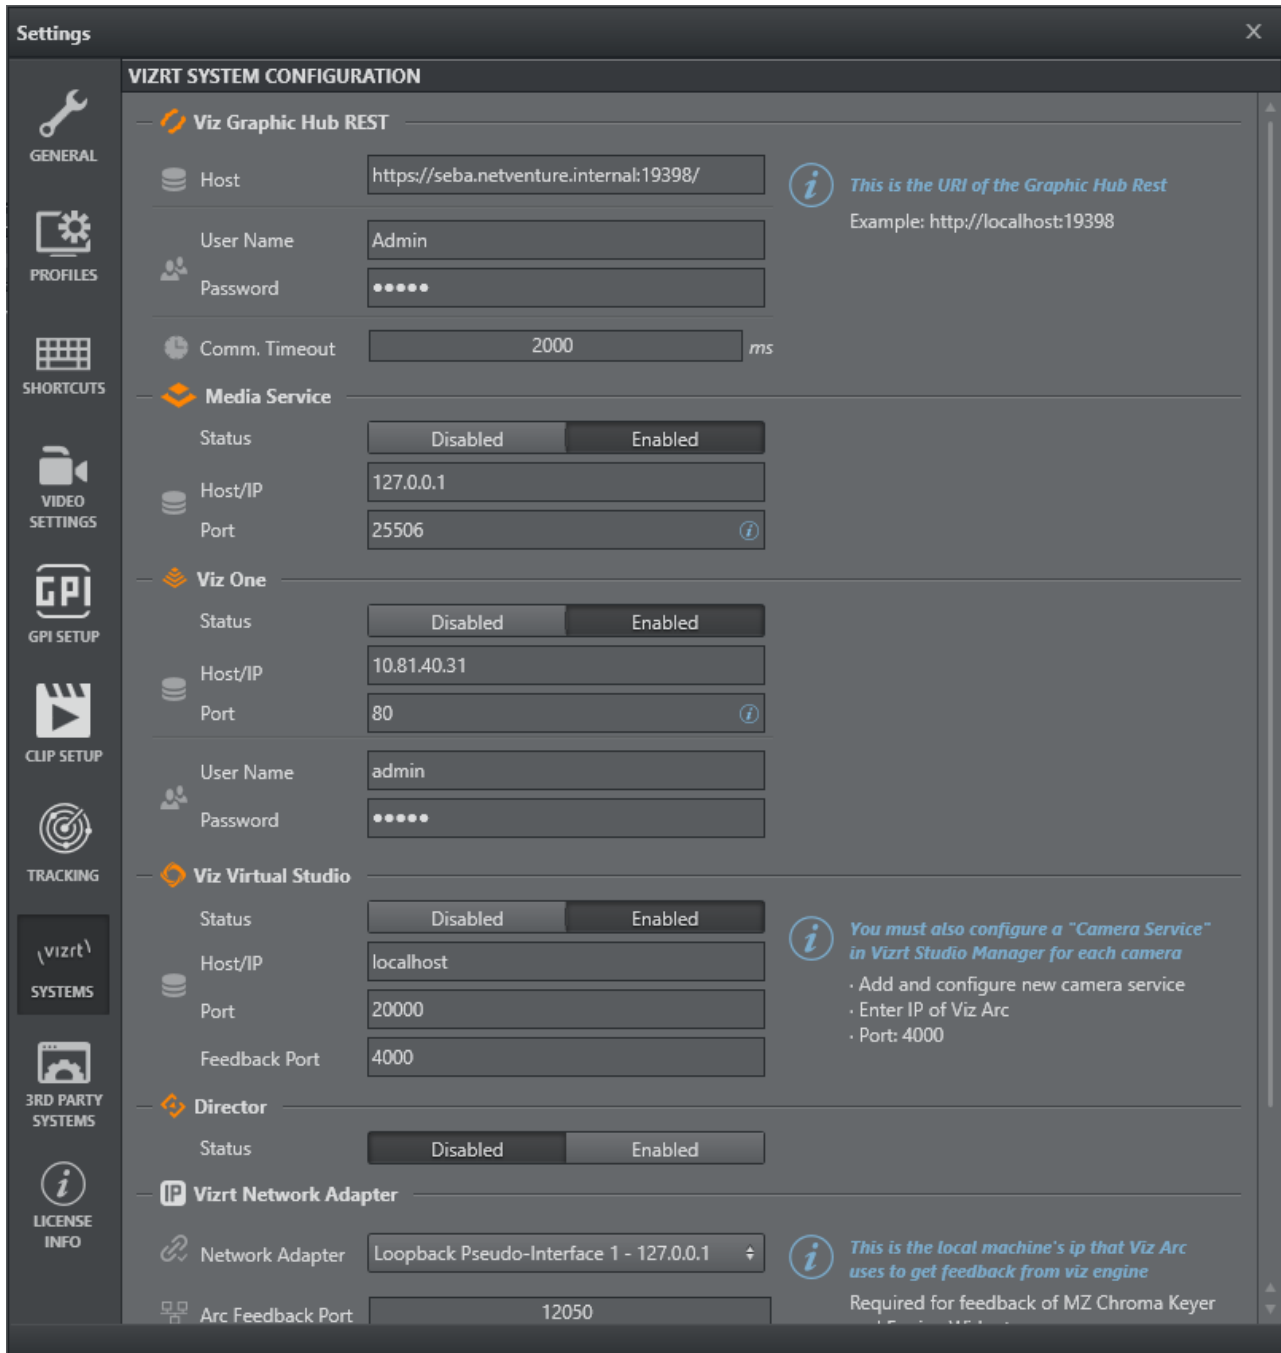 Settings
VIZRT SYSTEM CONFIGURATION
GENERAL
PROFILES
SHORTCUTS
VIDEO
SETTINGS
GPI
GPI SETUP
CLIP SETUP
TRACKING
vizrt
SYSTEMS
3RD PARTY
SYSTEMS
LICENSE
INFO
Viz Graphic Hub REST
Host https://seba.netventure.internal:19398/
This is the URI of the Graphic Hub Rest
Example: http://localhost:19398
User Name Admin
Password •••••
Comm. Timeout 2000 ms
Media Service
Status Disabled Enabled
Host/IP 127.0.0.1
Port 25506
Viz One
Status Disabled Enabled
Host/IP 10.81.40.31
Port 80
User Name admin
Password •••••
Viz Virtual Studio
Status Disabled Enabled
Host/IP localhost
Port 20000
Feedback Port 4000
You must also configure a "Camera Service"
in Vizrt Studio Manager for each camera
· Add and configure new camera service
· Enter IP of Viz Arc
· Port: 4000
Director
Status Disabled Enabled
IP Vizrt Network Adapter
Network Adapter Loopback Pseudo-Interface 1 - 127.0.0.1
Arc Feedback Port 12050
This is the local machine's ip that Viz Arc
uses to get feedback from viz engine
Required for feedback of MZ Chroma Keyer